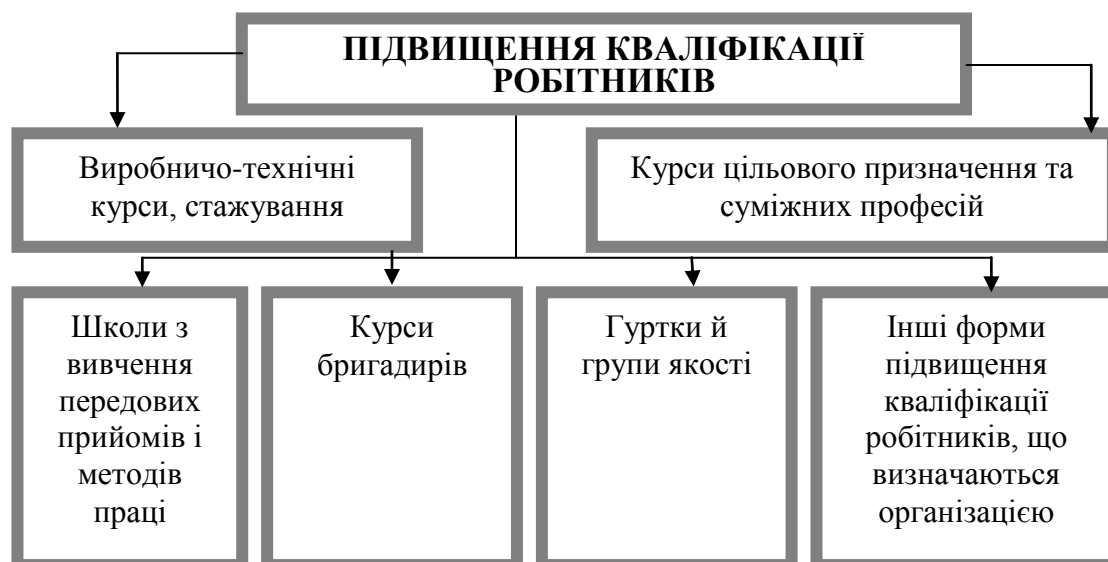 ПІДВИЩЕННЯ КВАЛІФІКАЦІЇ
РОБІТНИКІВ
Виробничо-технічні
курси, стажування
Курси цільового призначення та
суміжних професій
Школи з
вивчення
передових
прийомів і
методів
праці
Курси
бригадирів
Гуртки й
групи якості
Інші форми
підвищення
кваліфікації
робітників, що
визначаються
організацією